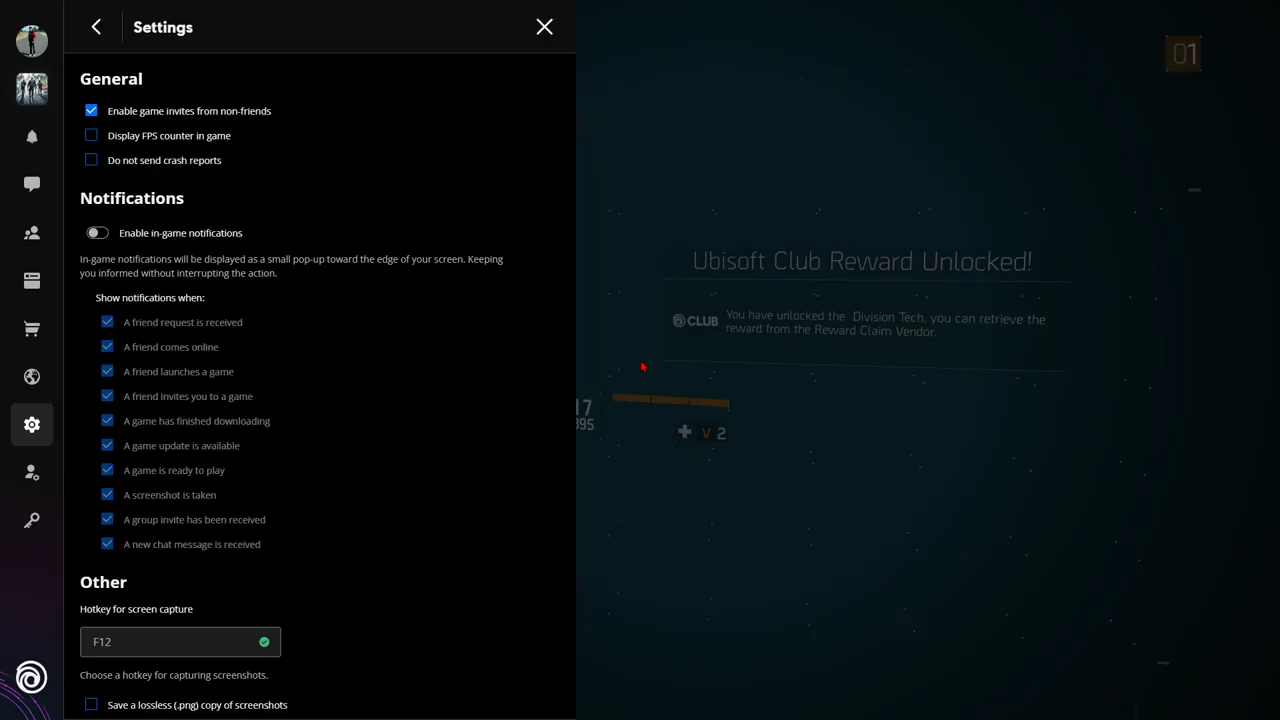 Settings
General
Enable game invites from non-friends
Display FPS counter in game
Do not send crash reports
Notifications
Enable in-game notifications
In-game notifications will be displayed as a small pop-up toward the edge of your screen. Keeping
you informed without interrupting the action.
Show notifications when:
A friend request is received
A friend comes online
A friend launches a game
A friend invites you to a game
A game has finished downloading
A game update is available
A game is ready to play
A screenshot is taken
A group invite has been received
A new chat message is received
Other
Hotkey for screen capture
F12
Choose a hotkey for capturing screenshots.
Save a lossless (.png) copy of screenshots
01
Ubisoft Club Reward Unlocked!
CLUB
You have unlocked the Division Tech, you can retrieve the
reward from the Reward Claim Vendor.
17
395
V 2